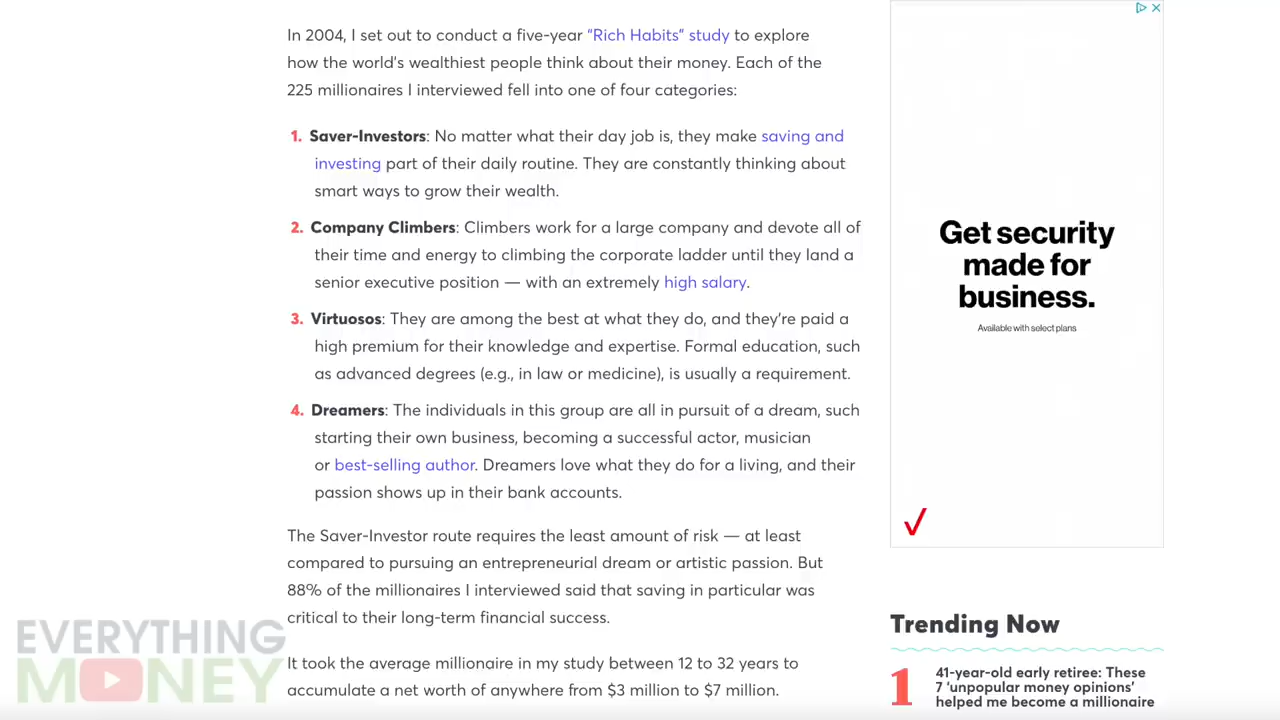 In 2004, I set out to conduct a five-year "Rich Habits" study to explore
how the world's wealthiest people think about their money. Each of the
225 millionaires I interviewed fell into one of four categories:
1. Saver-Investors: No matter what their day job is, they make saving and
investing part of their daily routine. They are constantly thinking about
smart ways to grow their wealth.
2. Company Climbers: Climbers work for a large company and devote all of
their time and energy to climbing the corporate ladder until they land a
senior executive position — with an extremely high salary.
3. Virtuosos: They are among the best at what they do, and they're paid a
high premium for their knowledge and expertise. Formal education, such
as advanced degrees (e.g., in law or medicine), is usually a requirement.
4. Dreamers: The individuals in this group are all in pursuit of a dream, such
starting their own business, becoming a successful actor, musician
or best-selling author. Dreamers love what they do for a living, and their
passion shows up in their bank accounts.
The Saver-Investor route requires the least amount of risk — at least
compared to pursuing an entrepreneurial dream or artistic passion. But
88% of the millionaires I interviewed said that saving in particular was
critical to their long-term financial success.
It took the average millionaire in my study between 12 to 32 years to
accumulate a net worth of anywhere from $3 million to $7 million.
Get security
made for
business.
Available with select plans
Trending Now
1 41-year-old early retiree: These
7 'unpopular money opinions'
helped me become a millionaire
EVERYTHING
MONEY